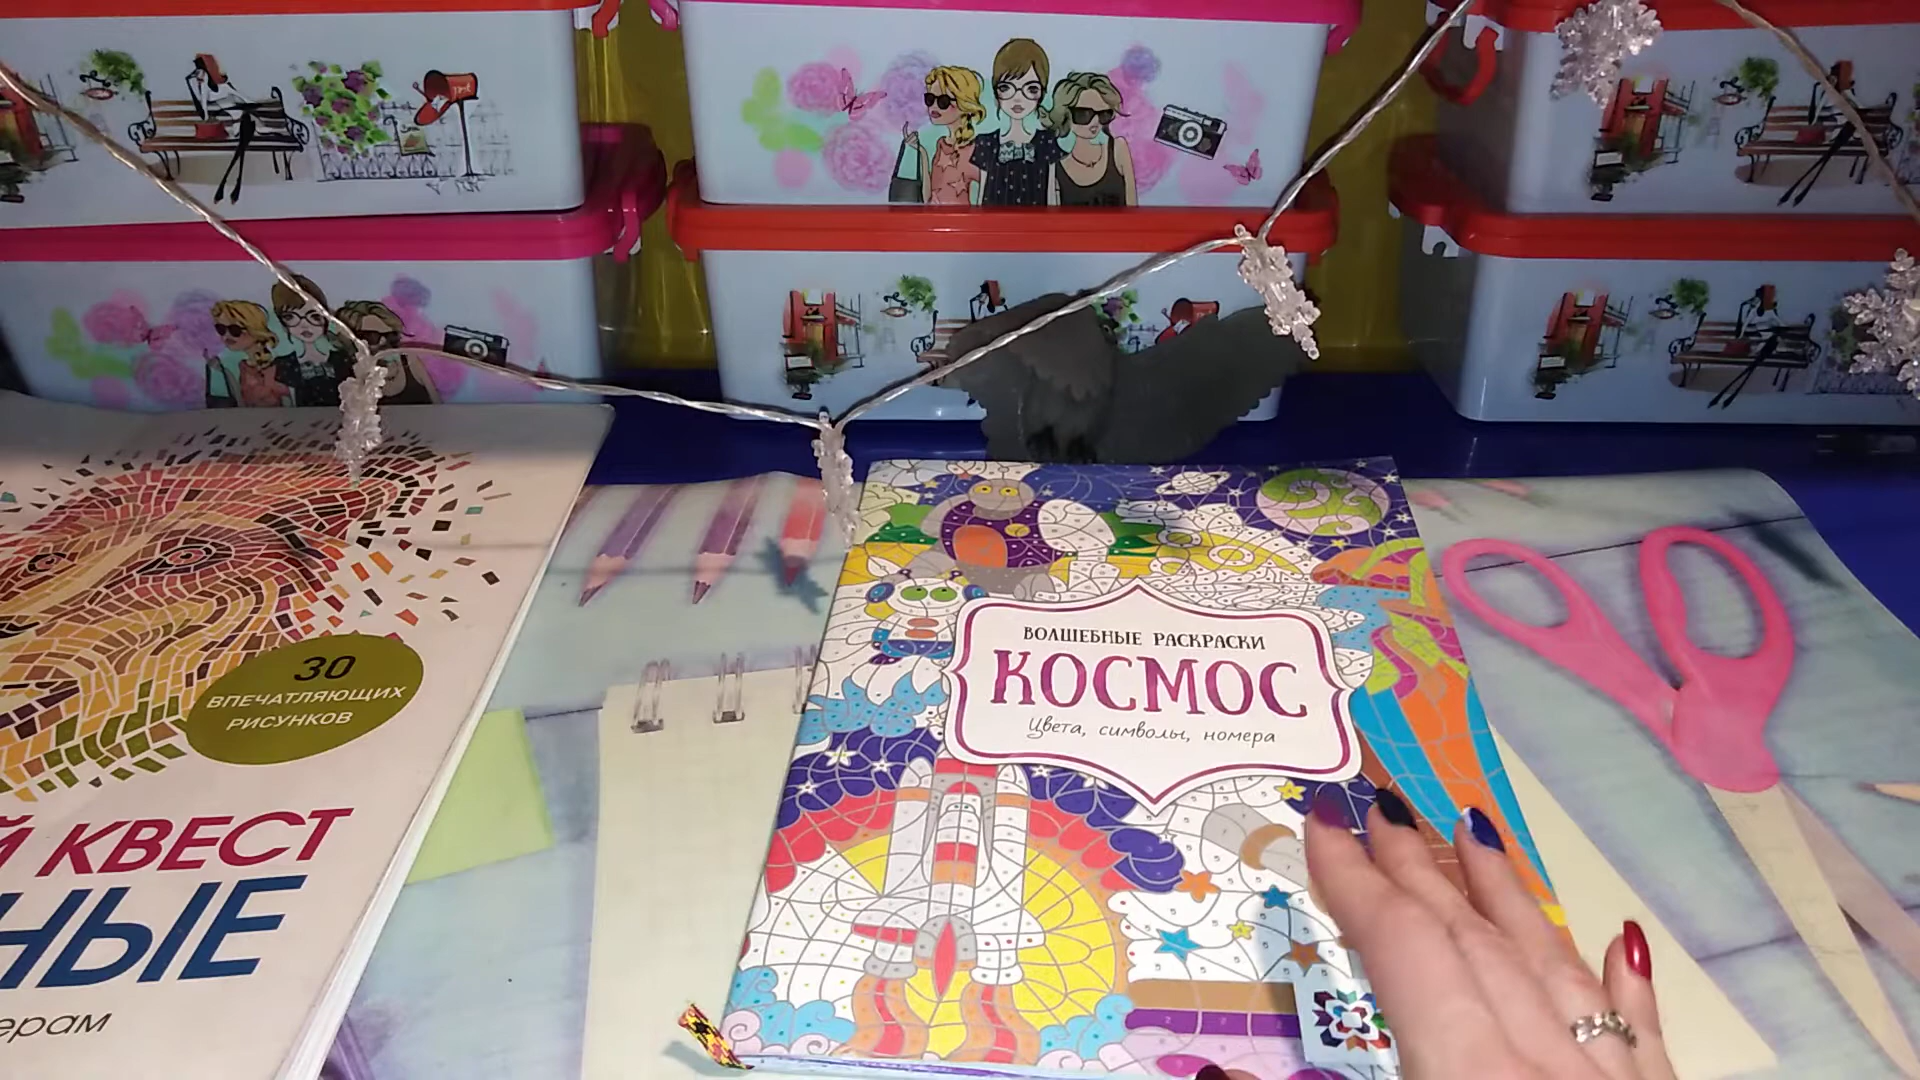 30
ВПЕЧАТЛЯЮЩИХ
РИСУНКОВ
Й КВЕСТ
НЫЕ
ерам
ВОЛШЕБНЫЕ РАСКРАСКИ
КОСМОС
Цвета, символы, номера